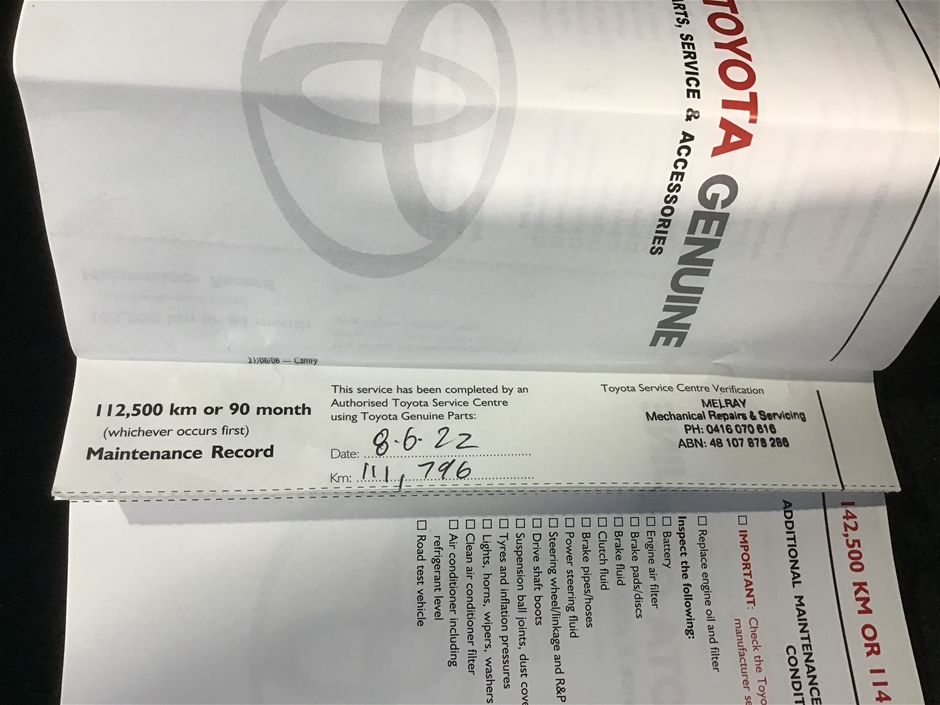 TOYOTA GENUINE
PARTS, SERVICE & ACCESSORIES
21/06/06 — Camry
112,500 km or 90 month
(whichever occurs first)
Maintenance Record
This service has been completed by an
Authorised Toyota Service Centre
using Toyota Genuine Parts:
Date: 8-6-22
Km: 111,796
Toyota Service Centre Verification
MELRAY
Mechanical Repairs & Servicing
PH: 0416 070 616
ABN: 48 107 878 286
142,500 KM OR 114
ADDITIONAL MAINTENANCE
CONDIT
☐ IMPORTANT: Check the Toyo
manufacturer se
☐ Replace engine oil and filter
Inspect the following:
☐ Battery
☐ Engine air filter
☐ Brake pads/discs
☐ Brake fluid
☐ Clutch fluid
☐ Brake pipes/hoses
☐ Power steering fluid
☐ Steering wheel/linkage and R&P
☐ Drive shaft boots
☐ Suspension ball joints, dust cove
☐ Tyres and inflation pressures
☐ Lights, horns, wipers, washers
☐ Clean air conditioner filter
☐ Air conditioner including
refrigerant level
☐ Road test vehicle